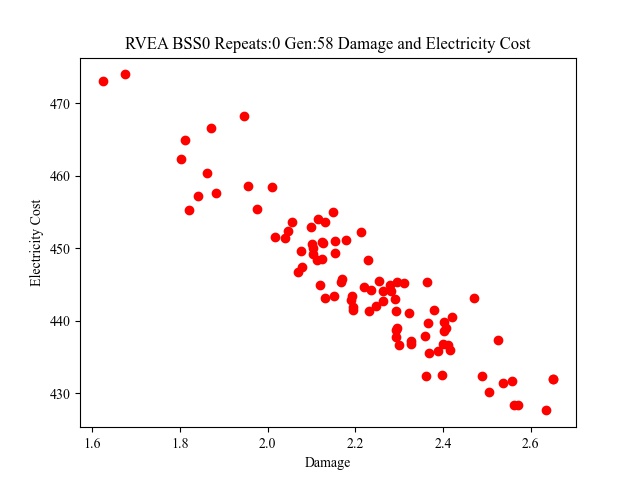 RVEA BSS0 Repeats:0 Gen:58 Damage and Electricity Cost
470
460
450
440
430
Electricity Cost
1.6 1.8 2.0 2.2 2.4 2.6
Damage